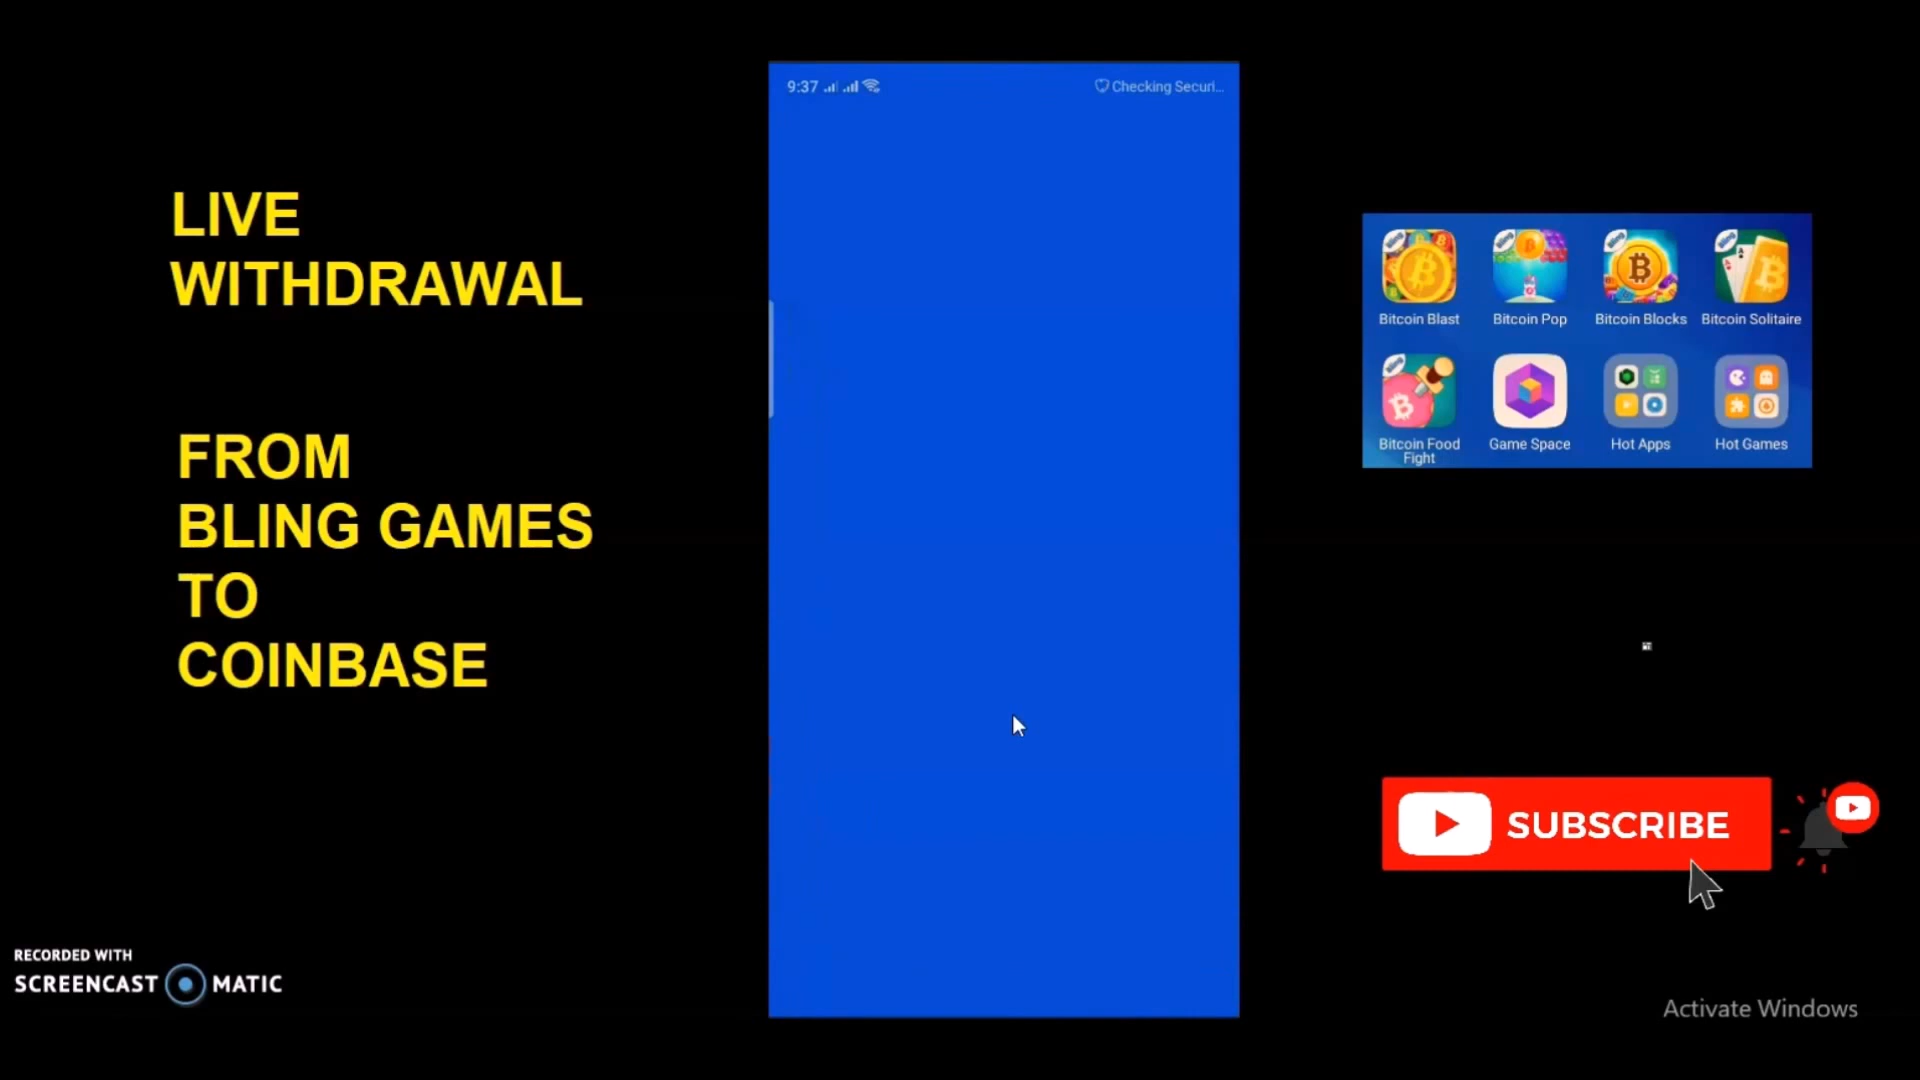 LIVE
WITHDRAWAL
FROM
BLING GAMES
TO
COINBASE
9:37
Checking Securi...
Bitcoin Blast
Bitcoin Pop
Bitcoin Blocks
Bitcoin Solitaire
Bitcoin Food
Fight
Game Space
Hot Apps
Hot Games
SUBSCRIBE
RECORDED WITH
SCREENCAST MATIC
Activate Windows